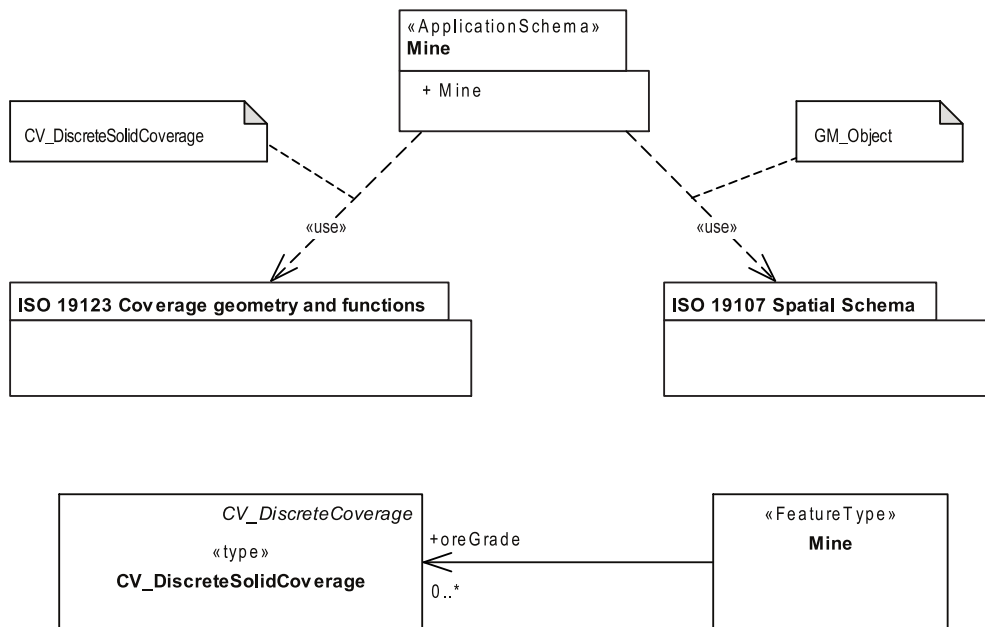 «ApplicationSchema»
Mine
+ Mine
CV_DiscreteSolidCoverage
GM_Object
«use»
«use»
ISO 19123 Coverage geometry and functions
ISO 19107 Spatial Schema
CV_DiscreteCoverage
«type»
CV_DiscreteSolidCoverage
+oreGrade
0..*
«FeatureType»
Mine